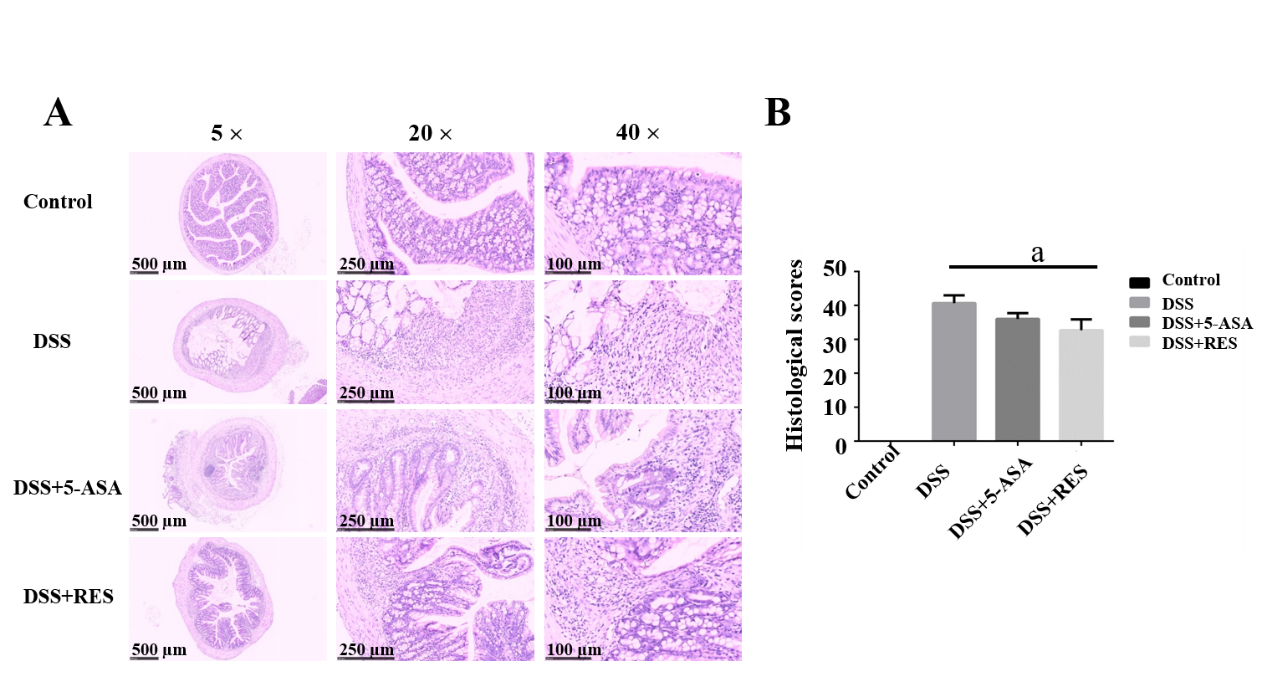 A
5 ×
20 ×
40 ×
Control
500 µm
250 µm
100 µm
DSS
500 µm
250 µm
100 µm
DSS+5-ASA
500 µm
250 µm
100 µm
DSS+RES
500 µm
250 µm
100 µm
B
a
Histological scores
50
40
30
20
10
0
Control
DSS
DSS+5-ASA
DSS+RES
Control
DSS
DSS+5-ASA
DSS+RES